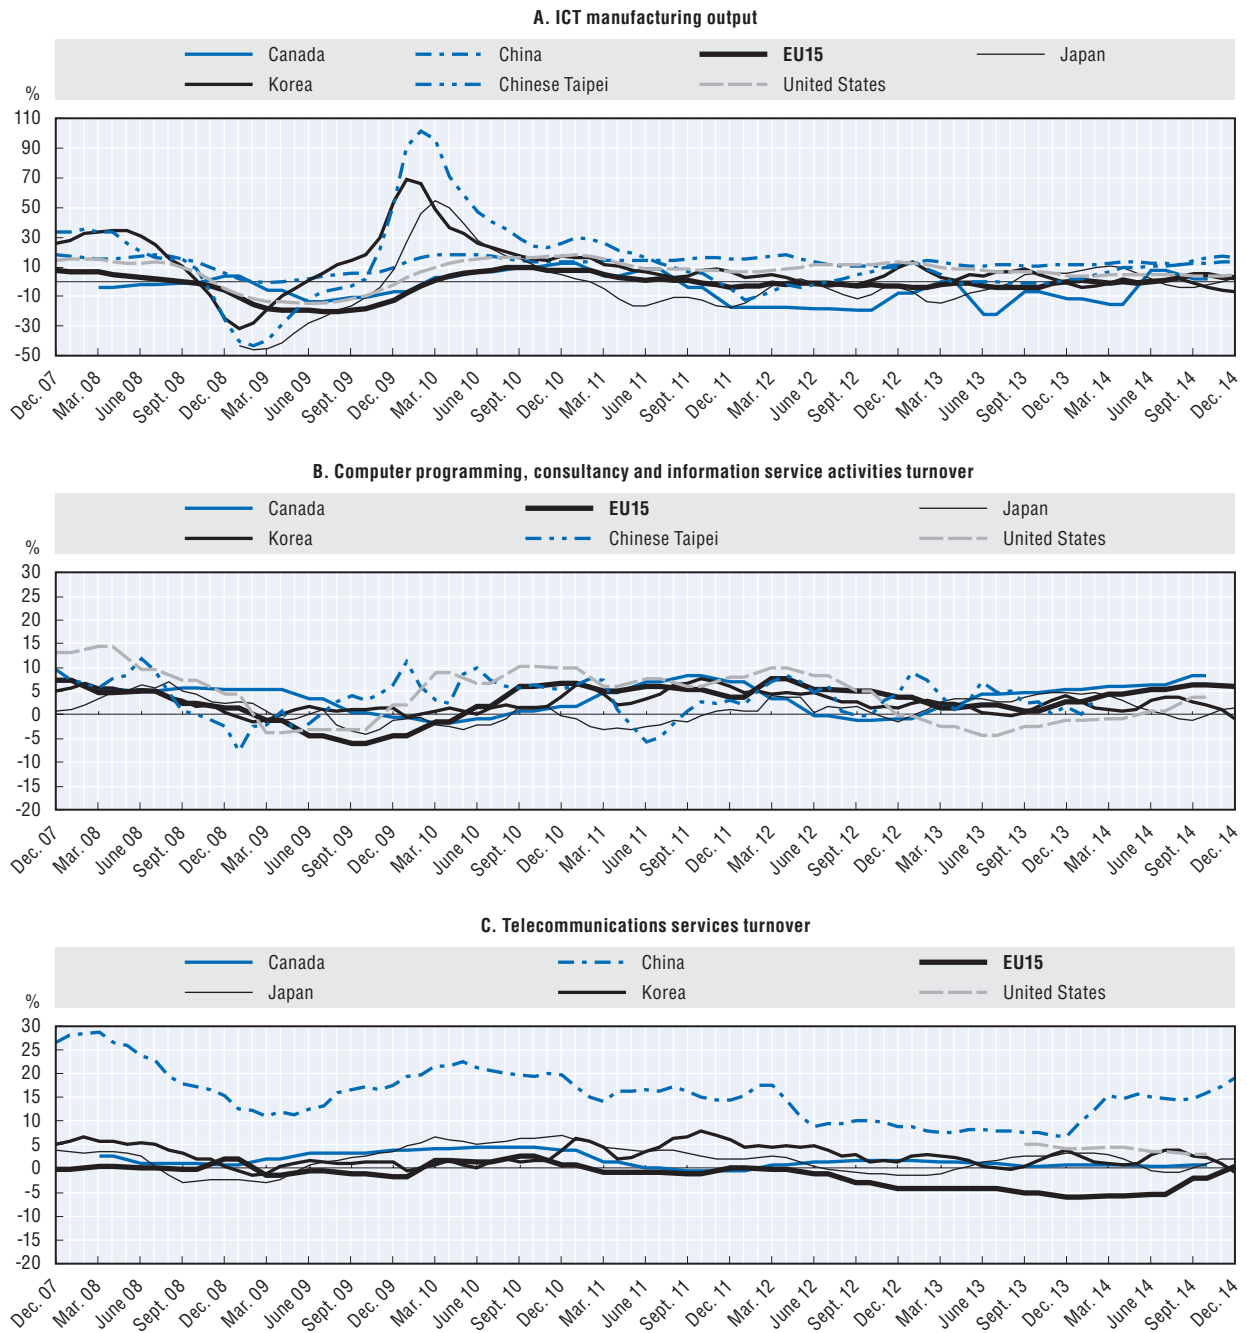 A. ICT manufacturing output
Canada China EU15 Japan
Korea Chinese Taipei United States
%
110
90
70
50
30
10
-10
-30
-50
Dec. 07 Mar. 08 June 08 Sept. 08 Dec. 08 Mar. 09 June 09 Sept. 09 Dec. 09 Mar. 10 June 10 Sept. 10 Dec. 10 Mar. 11 June 11 Sept. 11 Dec. 11 Mar. 12 June 12 Sept. 12 Dec. 12 Mar. 13 June 13 Sept. 13 Dec. 13 Mar. 14 June 14 Sept. 14 Dec. 14
B. Computer programming, consultancy and information service activities turnover
Canada EU15 Japan
Korea Chinese Taipei United States
%
30
25
20
15
10
5
0
-5
-10
-15
-20
Dec. 07 Mar. 08 June 08 Sept. 08 Dec. 08 Mar. 09 June 09 Sept. 09 Dec. 09 Mar. 10 June 10 Sept. 10 Dec. 10 Mar. 11 June 11 Sept. 11 Dec. 11 Mar. 12 June 12 Sept. 12 Dec. 12 Mar. 13 June 13 Sept. 13 Dec. 13 Mar. 14 June 14 Sept. 14 Dec. 14
C. Telecommunications services turnover
Canada China EU15
Japan Korea United States
%
30
25
20
15
10
5
0
-5
-10
-15
-20
Dec. 07 Mar. 08 June 08 Sept. 08 Dec. 08 Mar. 09 June 09 Sept. 09 Dec. 09 Mar. 10 June 10 Sept. 10 Dec. 10 Mar. 11 June 11 Sept. 11 Dec. 11 Mar. 12 June 12 Sept. 12 Dec. 12 Mar. 13 June 13 Sept. 13 Dec. 13 Mar. 14 June 14 Sept. 14 Dec. 14